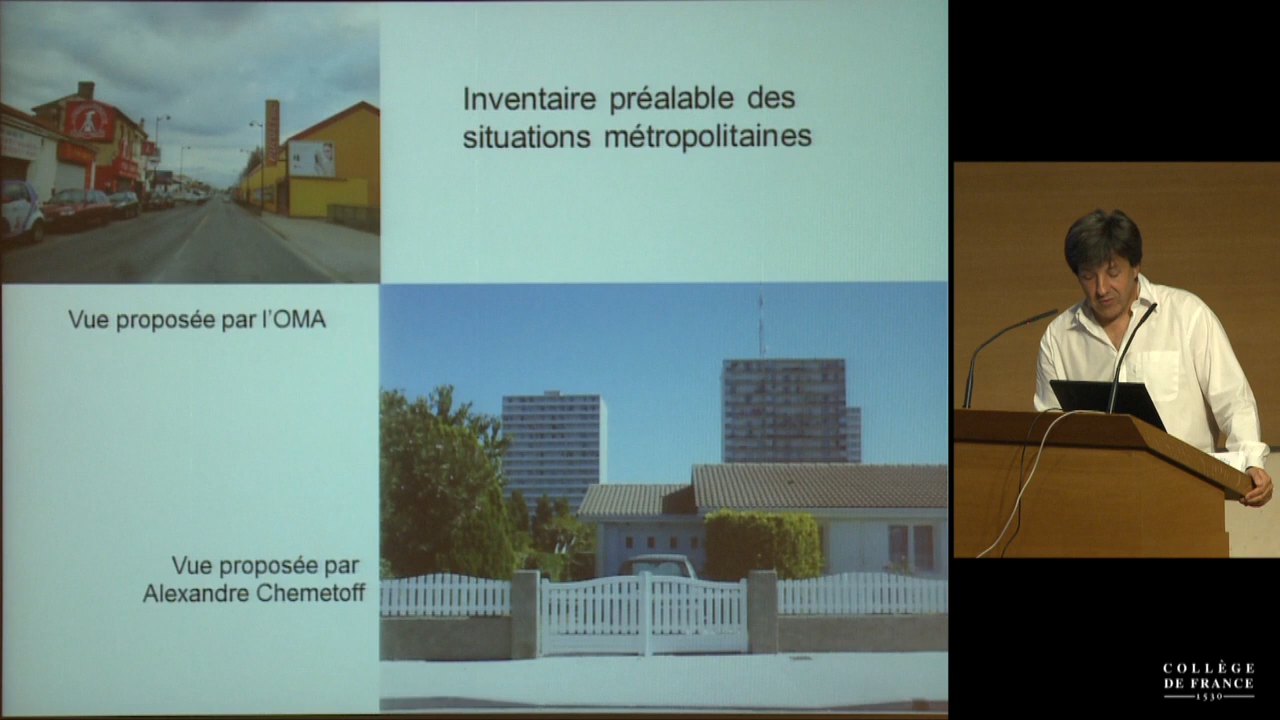 Inventaire préalable des
situations métropolitaines
Vue proposée par l'OMA
Vue proposée par
Alexandre Chemetoff
COLLÈGE
DE FRANCE
1530